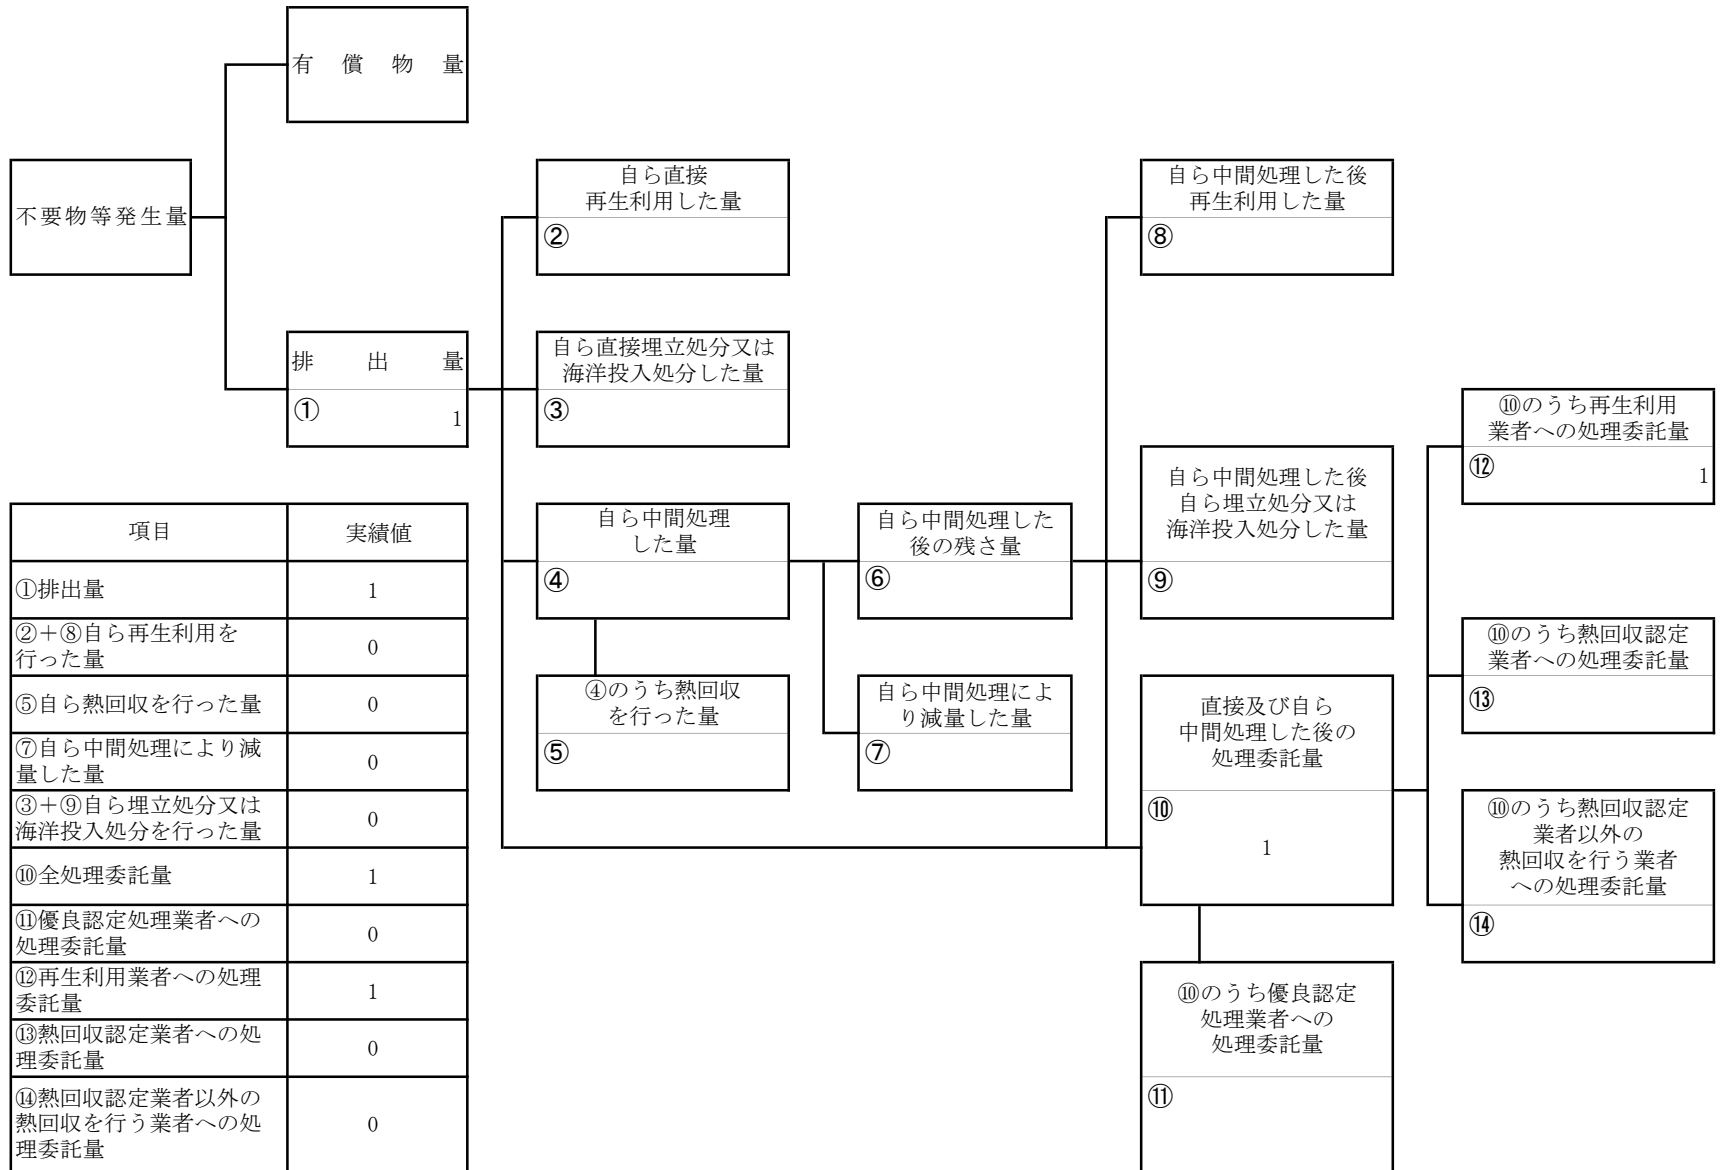 有償物量
不要物等発生量
排出量
①
1
自ら直接
再生利用した量
②
自ら直接埋立処分又は
海洋投入処分した量
③
自ら中間処理
した量
④
④のうち熱回収
を行った量
⑤
自ら中間処理した
後の残さ量
⑥
自ら中間処理によ
り減量した量
⑦
自ら中間処理した後
再生利用した量
⑧
自ら中間処理した後
自ら埋立処分又は
海洋投入処分した量
⑨
直接及び自ら
中間処理した後の
処理委託量
⑩
1
⑩のうち優良認定
処理業者への
処理委託量
⑪
⑩のうち再生利用
業者への処理委託量
⑫
1
⑩のうち熱回収認定
業者への処理委託量
⑬
⑩のうち熱回収認定
業者以外の
熱回収を行う業者
への処理委託量
⑭
項目 実績値
①排出量 1
②＋⑧自ら再生利用を
行った量 0
⑤自ら熱回収を行った量 0
⑦自ら中間処理により減
量した量 0
③＋⑨自ら埋立処分又は
海洋投入処分を行った量 0
⑩全処理委託量 1
⑪優良認定処理業者への
処理委託量 0
⑫再生利用業者への処理
委託量 1
⑬熱回収認定業者への処
理委託量 0
⑭熱回収認定業者以外の
熱回収を行う業者への処
理委託量 0